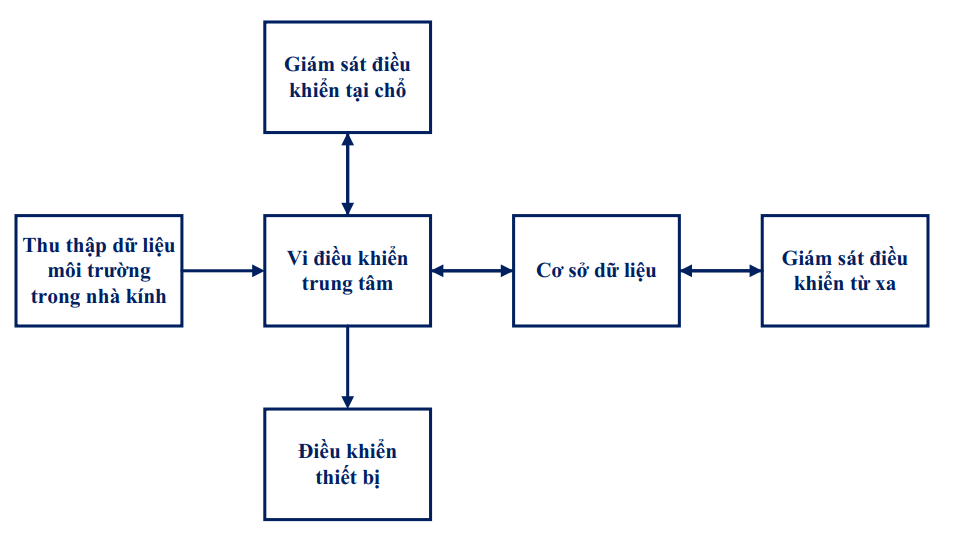 Giám sát điều
khiển tại chổ
Thu thập dữ liệu
môi trường
trong nhà kính
Vi điều khiển
trung tâm
Cơ sở dữ liệu
Giám sát điều
khiển từ xa
Điều khiển
thiết bị